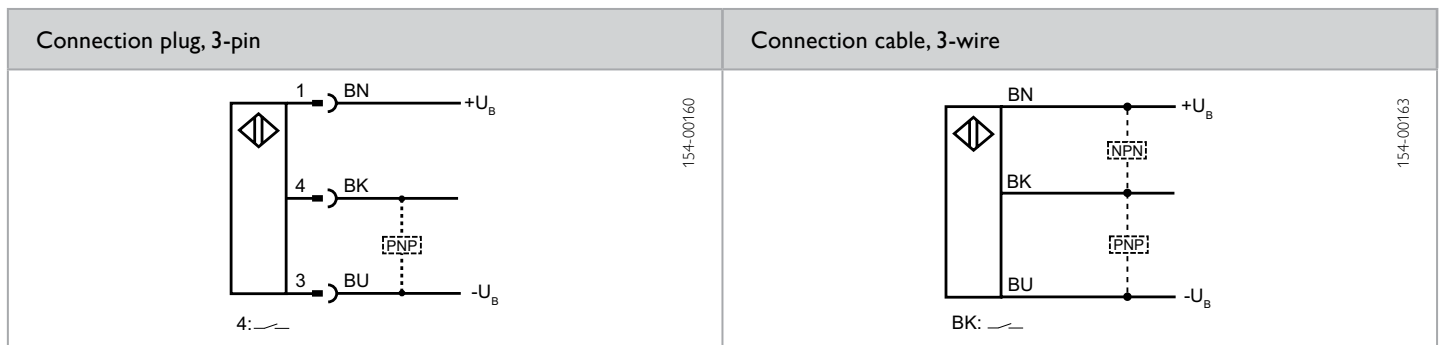 Connection plug, 3-pin
Connection cable, 3-wire
1 BN +U_B
4 BK
PNP
3 BU -U_B
4:
154-00160
BN +U_B
NPN
BK
PNP
BU -U_B
BK:
154-00163